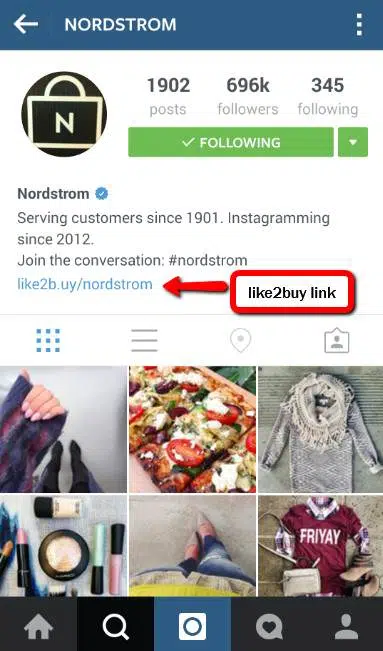 NORDSTROM
N
1902 696k 345
posts followers following
FOLLOWING
Nordstrom
Serving customers since 1901. Instagramming
since 2012.
Join the conversation: #nordstrom
like2b.uy/nordstrom
like2buy link
FRIYAY